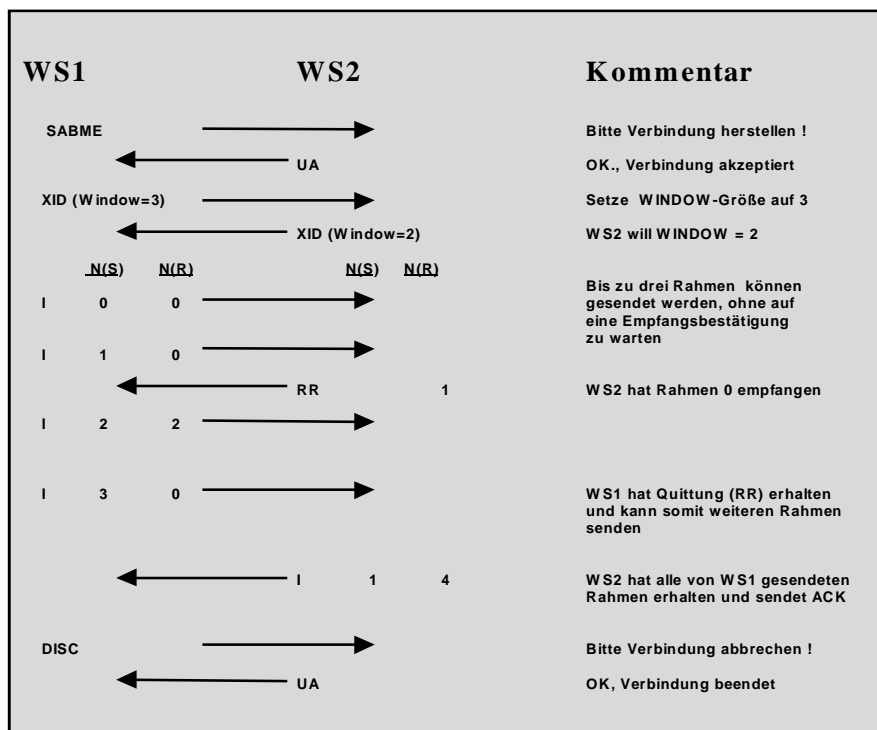 WS1 WS2 Kommentar
SABME Bitte Verbindung herstellen !
UA OK., Verbindung akzeptiert
XID (Window=3) Setze WINDOW-Größe auf 3
XID (Window=2) WS2 will WINDOW = 2
N(S) N(R) N(S) N(R)
Bis zu drei Rahmen können
gesendet werden, ohne auf
eine Empfangsbestätigung
zu warten
I 0 0
I 1 0
RR 1 WS2 hat Rahmen 0 empfangen
I 2 2
I 3 0 WS1 hat Quittung (RR) erhalten
und kann somit weiteren Rahmen
senden
I 1 4 WS2 hat alle von WS1 gesendeten
Rahmen erhalten und sendet ACK
DISC Bitte Verbindung abbrechen !
UA OK, Verbindung beendet